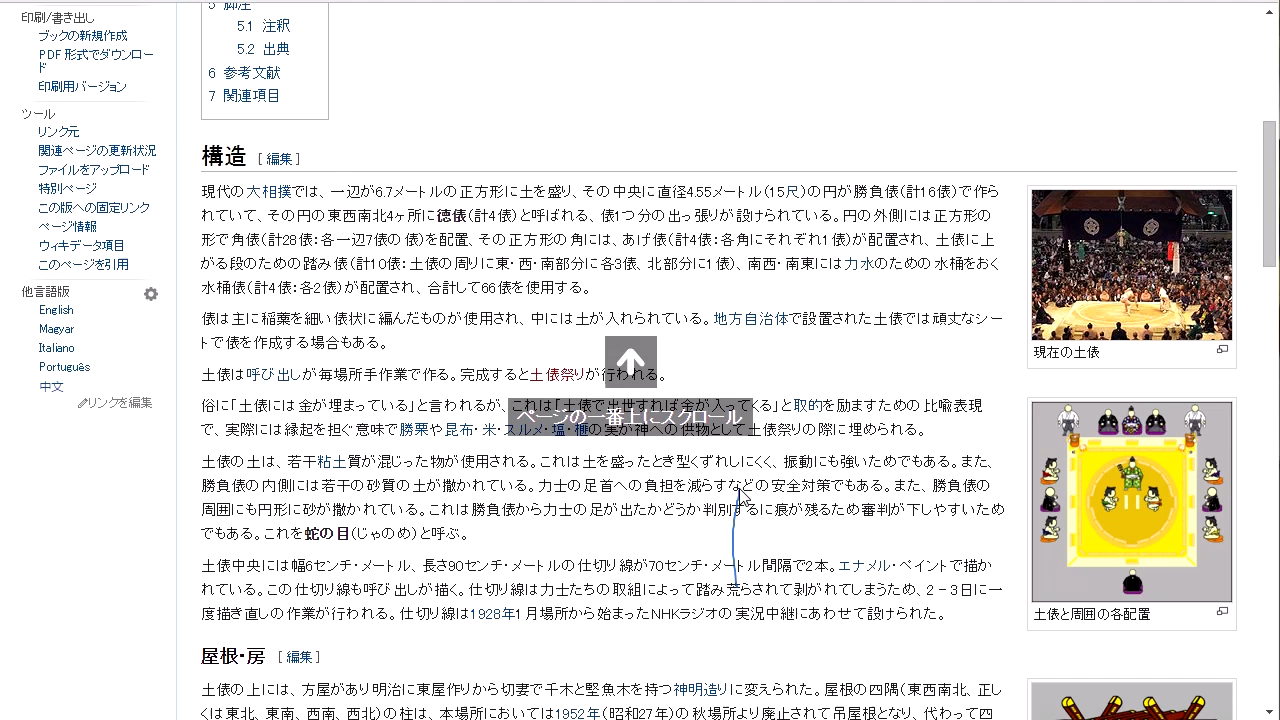 印刷/書き出し
ブックの新規作成
PDF 形式でダウンロー
ド
印刷用バージョン
ツール
リンク元
関連ページの更新状況
ファイルをアップロード
特別ページ
この版への固定リンク
ページ情報
ウィキデータ項目
このページを引用
他言語版
English
Magyar
Italiano
Português
中文
リンクを編集
5 脚注
5.1 注釈
5.2 出典
6 参考文献
7 関連項目
構造 [ 編集 ]
現代の大相撲では、一辺が6.7メートルの正方形に土を盛り、その中央に直径4.55メートル（15尺）の円が勝負俵（計16俵）で作ら
れていて、その円の東西南北4ヶ所に徳俵（計4俵）と呼ばれる、俵1つ分の出っ張りが設けられている。円の外側には正方形の
形で角俵（計28俵：各一辺7俵の俵）を配置、その正方形の角には、あげ俵（計4俵：各角にそれぞれ1俵）が配置され、土俵に上
がる段のための踏み俵（計10俵：土俵の周りに東・西・南部分に各3俵、北部分に1俵）、南西・南東には力水のための水桶をおく
水桶俵（計4俵：各2俵）が配置され、合計して66俵を使用する。
俵は主に稲藁を細い俵状に編んだものが使用され、中には土が入れられている。地方自治体で設置された土俵では頑丈なシー
トで俵を作成する場合もある。
土俵は呼び出しが毎場所手作業で作る。完成すると土俵祭りが行われる。
俗に「土俵には金が埋まっている」と言われるが、これは「土俵で出世すれば金が入ってくる」と取的を励ますための比喩表現
で、実際には縁起を担ぐ意味で勝栗や昆布・米・スルメ・塩・榧の実が神への供物として土俵祭りの際に埋められる。
ページの一番上にスクロール
土俵の土は、若干粘土質が混じった物が使用される。これは土を盛ったとき型くずれしにくく、振動にも強いためでもある。また、
勝負俵の内側には若干の砂質の土が撒かれている。力士の足首への負担を減らすなどの安全対策でもある。また、勝負俵の
周囲にも円形に砂が撒かれている。これは勝負俵から力士の足が出たかどうか判別するに痕が残るため審判が下しやすいため
でもある。これを蛇の目（じゃのめ）と呼ぶ。
土俵中央には幅6センチ・メートル、長さ90センチ・メートルの仕切り線が70センチ・メートル間隔で2本。エナメル・ペイントで描か
れている。この仕切り線も呼び出しが描く。仕切り線は力士たちの取組によって踏み荒らされて剥がれてしまうため、2－3日に一
度描き直しの作業が行われる。仕切り線は1928年1月場所から始まったNHKラジオの実況中継にあわせて設けられた。
屋根・房 [ 編集 ]
土俵の上には、方屋があり明治に東屋作りから切妻で千木と堅魚木を持つ神明造りに変えられた。屋根の四隅（東西南北、正し
くは東北、東南、西南、西北）の柱は、本場所においては1952年（昭和27年）の秋場所より廃止されて吊屋根となり、代わって四
現在の土俵
土俵と周囲の各配置